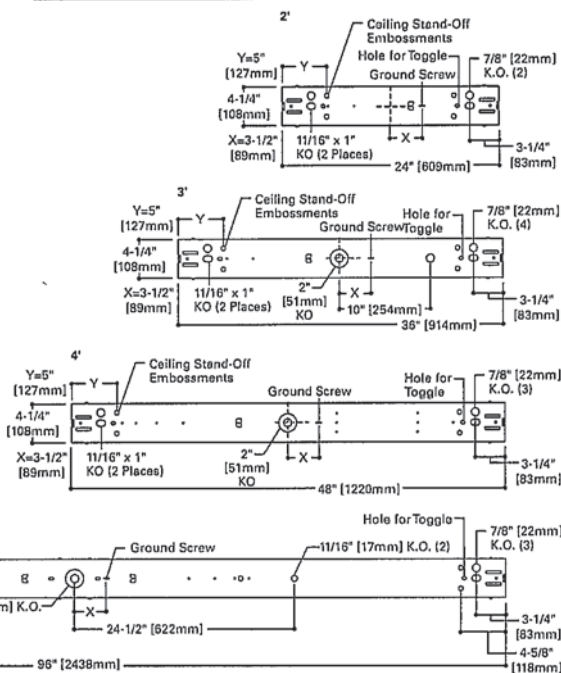 2'
Ceiling Stand-Off
Embossments
Y=5"
[127mm]
Y
Hole for Toggle
7/8" [22mm]
K.O. (2)
Ground Screw
4-1/4"
[108mm]
X=3-1/2"
[89mm]
11/16" x 1"
KO (2 Places)
X
24" [609mm]
3-1/4"
[83mm]
3'
Y=5"
[127mm]
Y
Ceiling Stand-Off
Embossments
Ground Screw
Hole for
Toggle
7/8" [22mm]
K.O. (4)
4-1/4"
[108mm]
X=3-1/2"
[89mm]
11/16" x 1"
KO (2 Places)
2"
[51mm]
KO
X
10" [254mm]
36" [914mm]
3-1/4"
[83mm]
4'
Y=5"
[127mm]
Y
Ceiling Stand-Off
Embossments
Ground Screw
Hole for
Toggle
7/8" [22mm]
K.O. (3)
4-1/4"
[108mm]
X=3-1/2"
[89mm]
11/16" x 1"
KO (2 Places)
2"
[51mm]
KO
X
48" [1220mm]
3-1/4"
[83mm]
Hole for Toggle
Ground Screw
11/16" [17mm] K.O. (2)
7/8" [22mm]
K.O. (3)
m] K.O.
X
24-1/2" [622mm]
3-1/4"
[83mm]
4-5/8"
[118mm]
96" [2438mm]